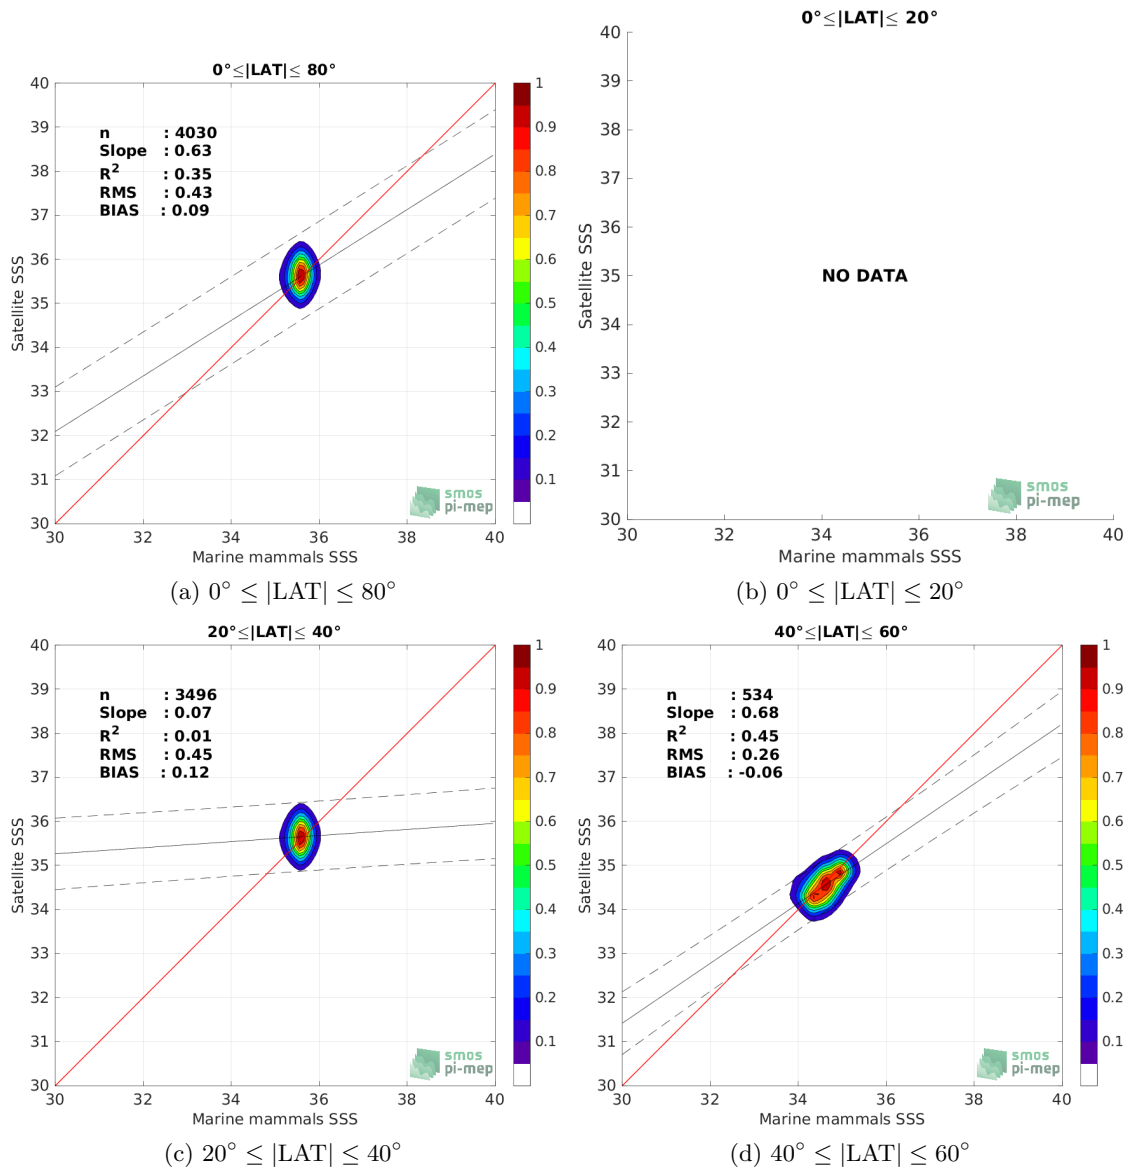 0°≤|LAT|≤ 80°
40
39
38
37
36
35
34
33
32
31
30
Satellite SSS
n : 4030
Slope : 0.63
R² : 0.35
RMS : 0.43
BIAS : 0.09
smos
pi-mep
30 32 34 36 38 40
Marine mammals SSS
1
0.9
0.8
0.7
0.6
0.5
0.4
0.3
0.2
0.1
(a) 0° ≤ |LAT| ≤ 80°
0°≤|LAT|≤ 20°
40
39
38
37
36
35
34
33
32
31
30
Satellite SSS
NO DATA
smos
pi-mep
30 32 34 36 38 40
Marine mammals SSS
(b) 0° ≤ |LAT| ≤ 20°
20°≤|LAT|≤ 40°
40
39
38
37
36
35
34
33
32
31
30
Satellite SSS
n : 3496
Slope : 0.07
R² : 0.01
RMS : 0.45
BIAS : 0.12
smos
pi-mep
30 32 34 36 38 40
Marine mammals SSS
1
0.9
0.8
0.7
0.6
0.5
0.4
0.3
0.2
0.1
(c) 20° ≤ |LAT| ≤ 40°
40°≤|LAT|≤ 60°
40
39
38
37
36
35
34
33
32
31
30
Satellite SSS
n : 534
Slope : 0.68
R² : 0.45
RMS : 0.26
BIAS : -0.06
smos
pi-mep
30 32 34 36 38 40
Marine mammals SSS
1
0.9
0.8
0.7
0.6
0.5
0.4
0.3
0.2
0.1
(d) 40° ≤ |LAT| ≤ 60°